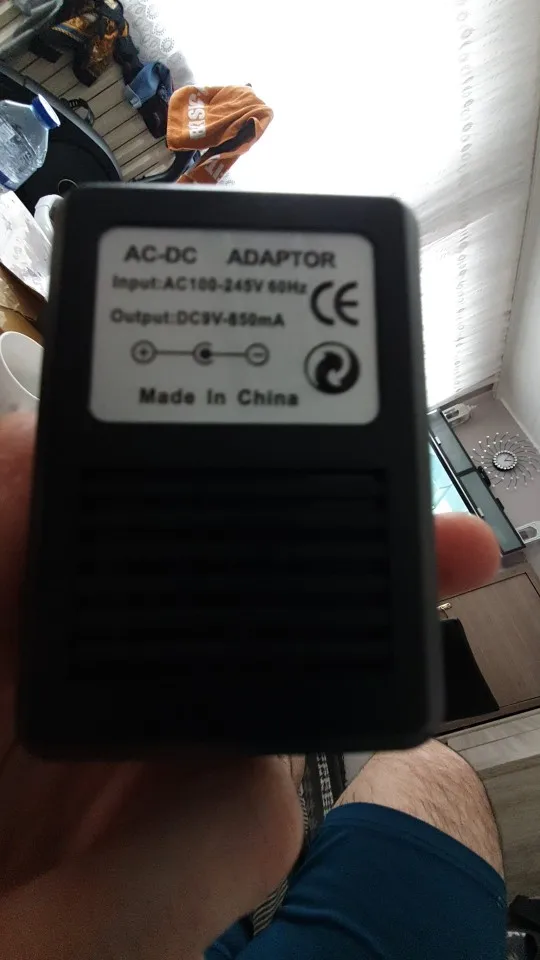 AC-DC ADAPTOR
Input:AC100-245V 60Hz
Output:DC9V-850mA
CE
Made In China